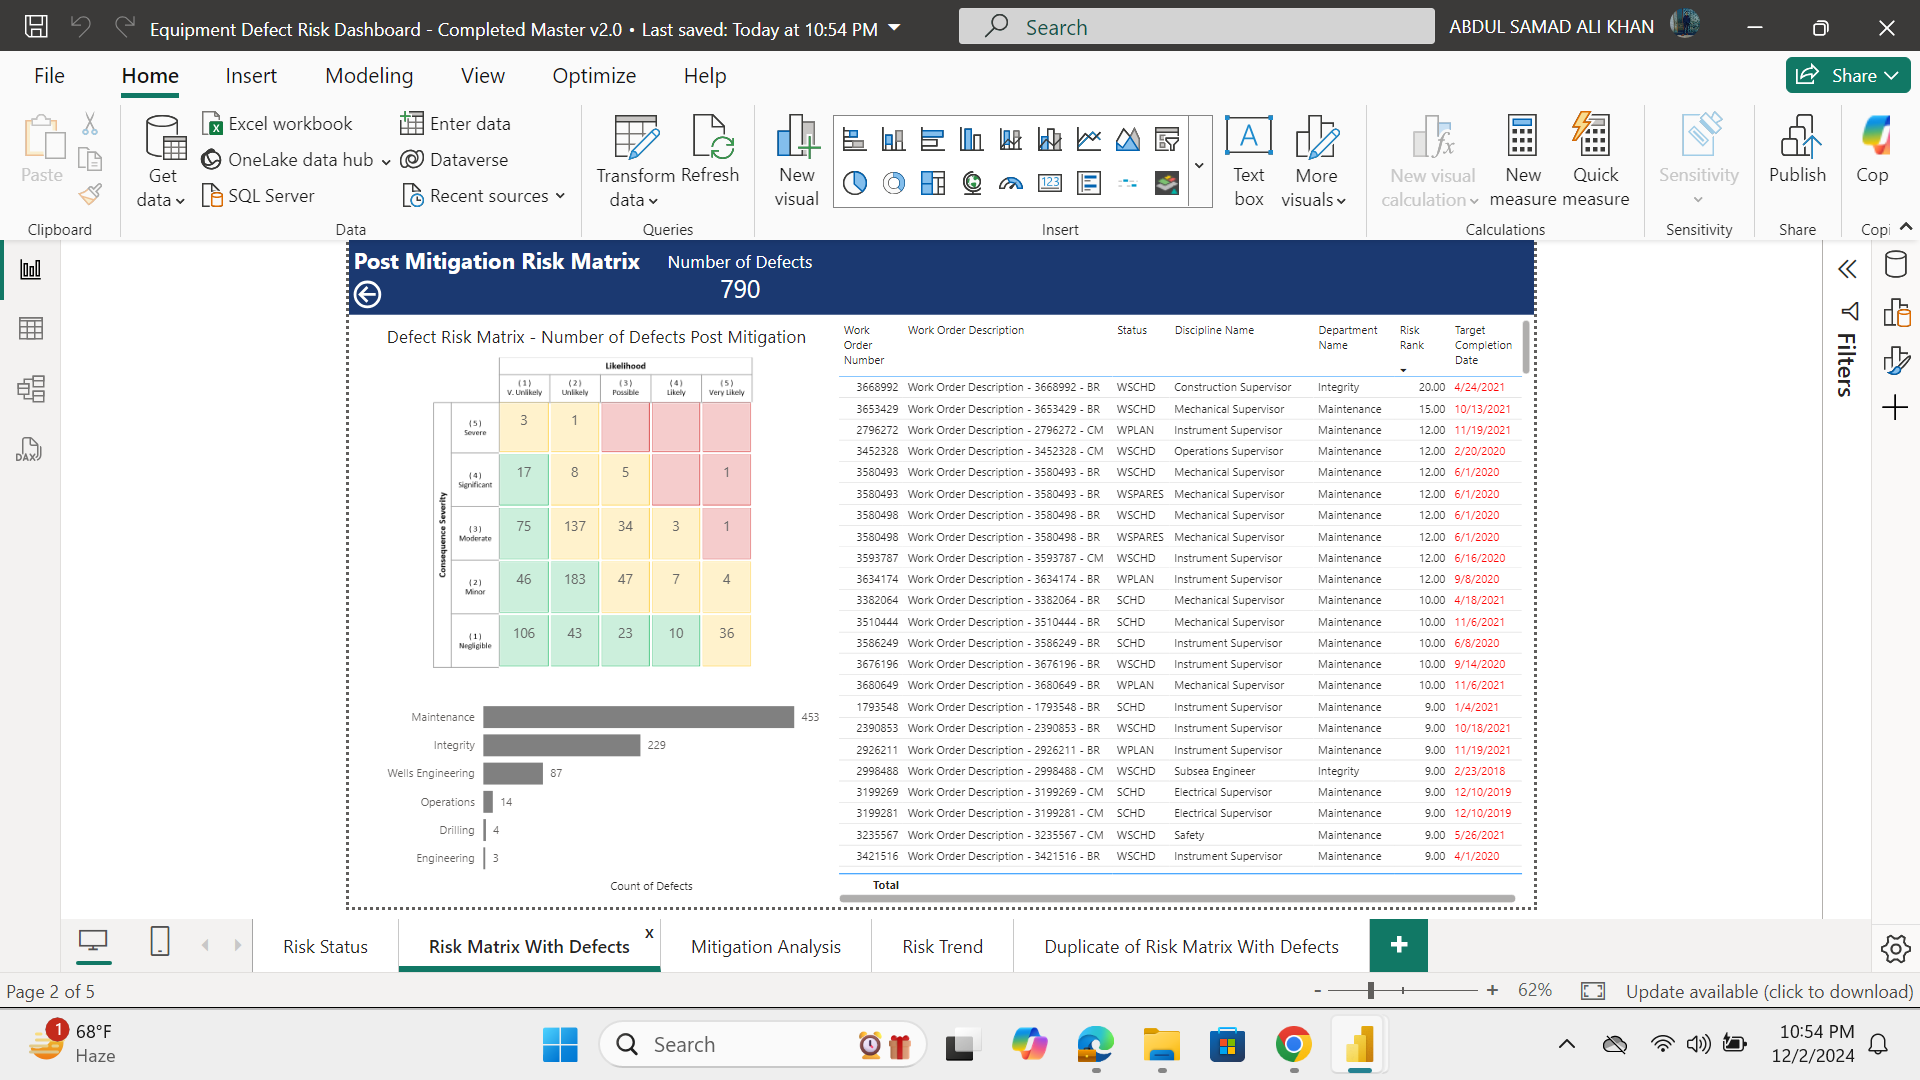 Equipment Defect Risk Dashboard - Completed Master v2.0 • Last saved: Today at 10:54 PM
Search
ABDUL SAMAD ALI KHAN
File Home Insert Modeling View Optimize Help
Share
Paste
Get data
Excel workbook
OneLake data hub
SQL Server
Enter data
Dataverse
Recent sources
Transform data
Refresh
New visual
Text box
More visuals
New visual calculation
New measure
Quick measure
Sensitivity
Publish
Cop
Clipboard Data Queries Insert Calculations Sensitivity Share Copi
Post Mitigation Risk Matrix
Number of Defects
790
Defect Risk Matrix - Number of Defects Post Mitigation
Likelihood
(1) V. Unlikely (2) Unlikely (3) Possible (4) Likely (5) Very Likely
Consequence Severity
(5) Severe 3 1
(4) Significant 17 8 5 1
(3) Moderate 75 137 34 3 1
(2) Minor 46 183 47 7 4
(1) Negligible 106 43 23 10 36
Maintenance 453
Integrity 229
Wells Engineering 87
Operations 14
Drilling 4
Engineering 3
Count of Defects
Work Order Number Work Order Description Status Discipline Name Department Name Risk Rank Target Completion Date
3668992 Work Order Description - 3668992 - BR WSCHD Construction Supervisor Integrity 20.00 4/24/2021
3653429 Work Order Description - 3653429 - BR WSCHD Mechanical Supervisor Maintenance 15.00 10/13/2021
2796272 Work Order Description - 2796272 - CM WPLAN Instrument Supervisor Maintenance 12.00 11/19/2021
3452328 Work Order Description - 3452328 - CM WSCHD Operations Supervisor Maintenance 12.00 2/20/2020
3580493 Work Order Description - 3580493 - BR WSCHD Mechanical Supervisor Maintenance 12.00 6/1/2020
3580493 Work Order Description - 3580493 - BR WSPARES Mechanical Supervisor Maintenance 12.00 6/1/2020
3580498 Work Order Description - 3580498 - BR WSCHD Mechanical Supervisor Maintenance 12.00 6/1/2020
3580498 Work Order Description - 3580498 - BR WSPARES Mechanical Supervisor Maintenance 12.00 6/1/2020
3593787 Work Order Description - 3593787 - CM WSCHD Instrument Supervisor Maintenance 12.00 6/16/2020
3634174 Work Order Description - 3634174 - BR WPLAN Instrument Supervisor Maintenance 12.00 9/8/2020
3382064 Work Order Description - 3382064 - BR SCHD Mechanical Supervisor Maintenance 10.00 4/18/2021
3510444 Work Order Description - 3510444 - BR SCHD Mechanical Supervisor Maintenance 10.00 11/6/2021
3586249 Work Order Description - 3586249 - BR SCHD Instrument Supervisor Maintenance 10.00 6/8/2020
3676196 Work Order Description - 3676196 - BR WSCHD Instrument Supervisor Maintenance 10.00 9/14/2020
3680649 Work Order Description - 3680649 - BR WPLAN Mechanical Supervisor Maintenance 10.00 11/6/2021
1793548 Work Order Description - 1793548 - BR SCHD Instrument Supervisor Maintenance 9.00 1/4/2021
2390853 Work Order Description - 2390853 - BR WSCHD Instrument Supervisor Maintenance 9.00 10/18/2021
2926211 Work Order Description - 2926211 - BR WPLAN Instrument Supervisor Maintenance 9.00 11/19/2021
2998488 Work Order Description - 2998488 - CM WSCHD Subsea Engineer Integrity 9.00 2/23/2018
3199269 Work Order Description - 3199269 - CM SCHD Electrical Supervisor Maintenance 9.00 12/10/2019
3199281 Work Order Description - 3199281 - CM SCHD Electrical Supervisor Maintenance 9.00 12/10/2019
3235567 Work Order Description - 3235567 - CM WSCHD Safety Maintenance 9.00 5/26/2021
3421516 Work Order Description - 3421516 - BR WSCHD Instrument Supervisor Maintenance 9.00 4/1/2020
Total
Filters
DAX
Risk Status
Risk Matrix With Defects x
Mitigation Analysis
Risk Trend
Duplicate of Risk Matrix With Defects
+
Page 2 of 5
- + 62%
Update available (click to download)
1
68°F
Haze
Search
10:54 PM
12/2/2024